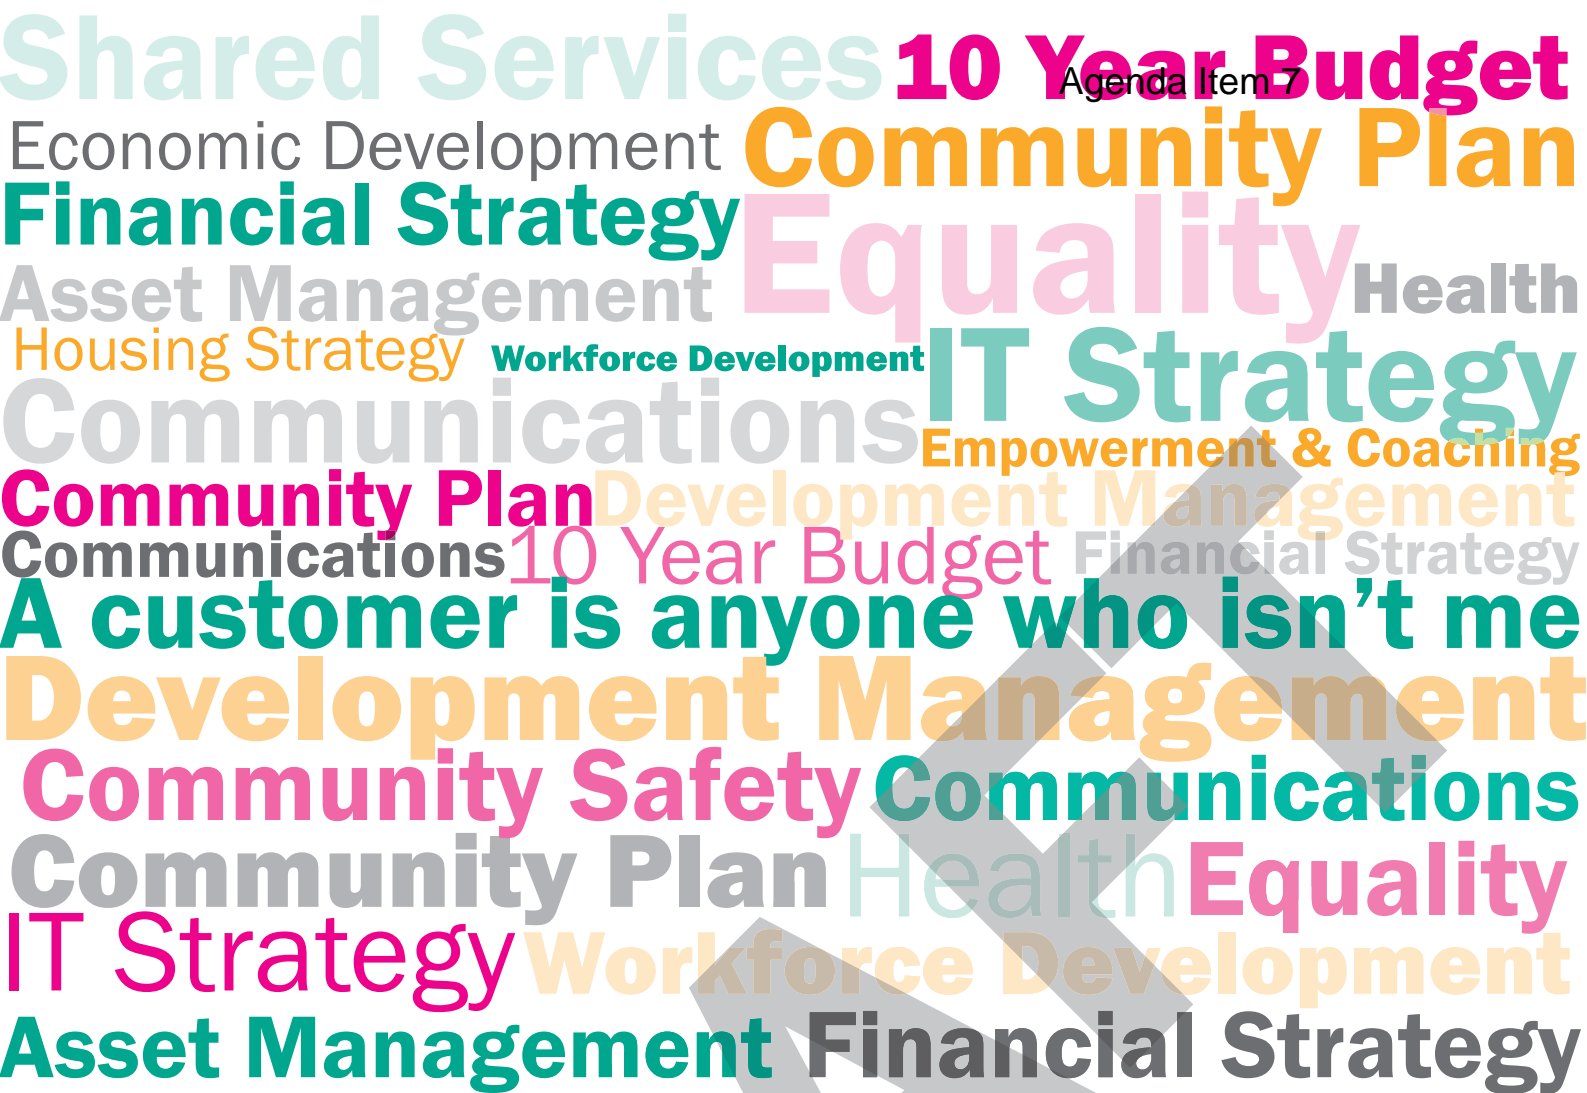 Shared Services 10 Year Budget
Agenda Item 7
Economic Development Community Plan
Financial Strategy Equality
Asset Management Health
Housing Strategy Workforce Development IT Strategy
Communications Empowerment & Coaching
Community Plan Development Management
Communications 10 Year Budget Financial Strategy
A customer is anyone who isn't me
Development Management
Community Safety Communications
Community Plan Health Equality
IT Strategy Workforce Development
Asset Management Financial Strategy